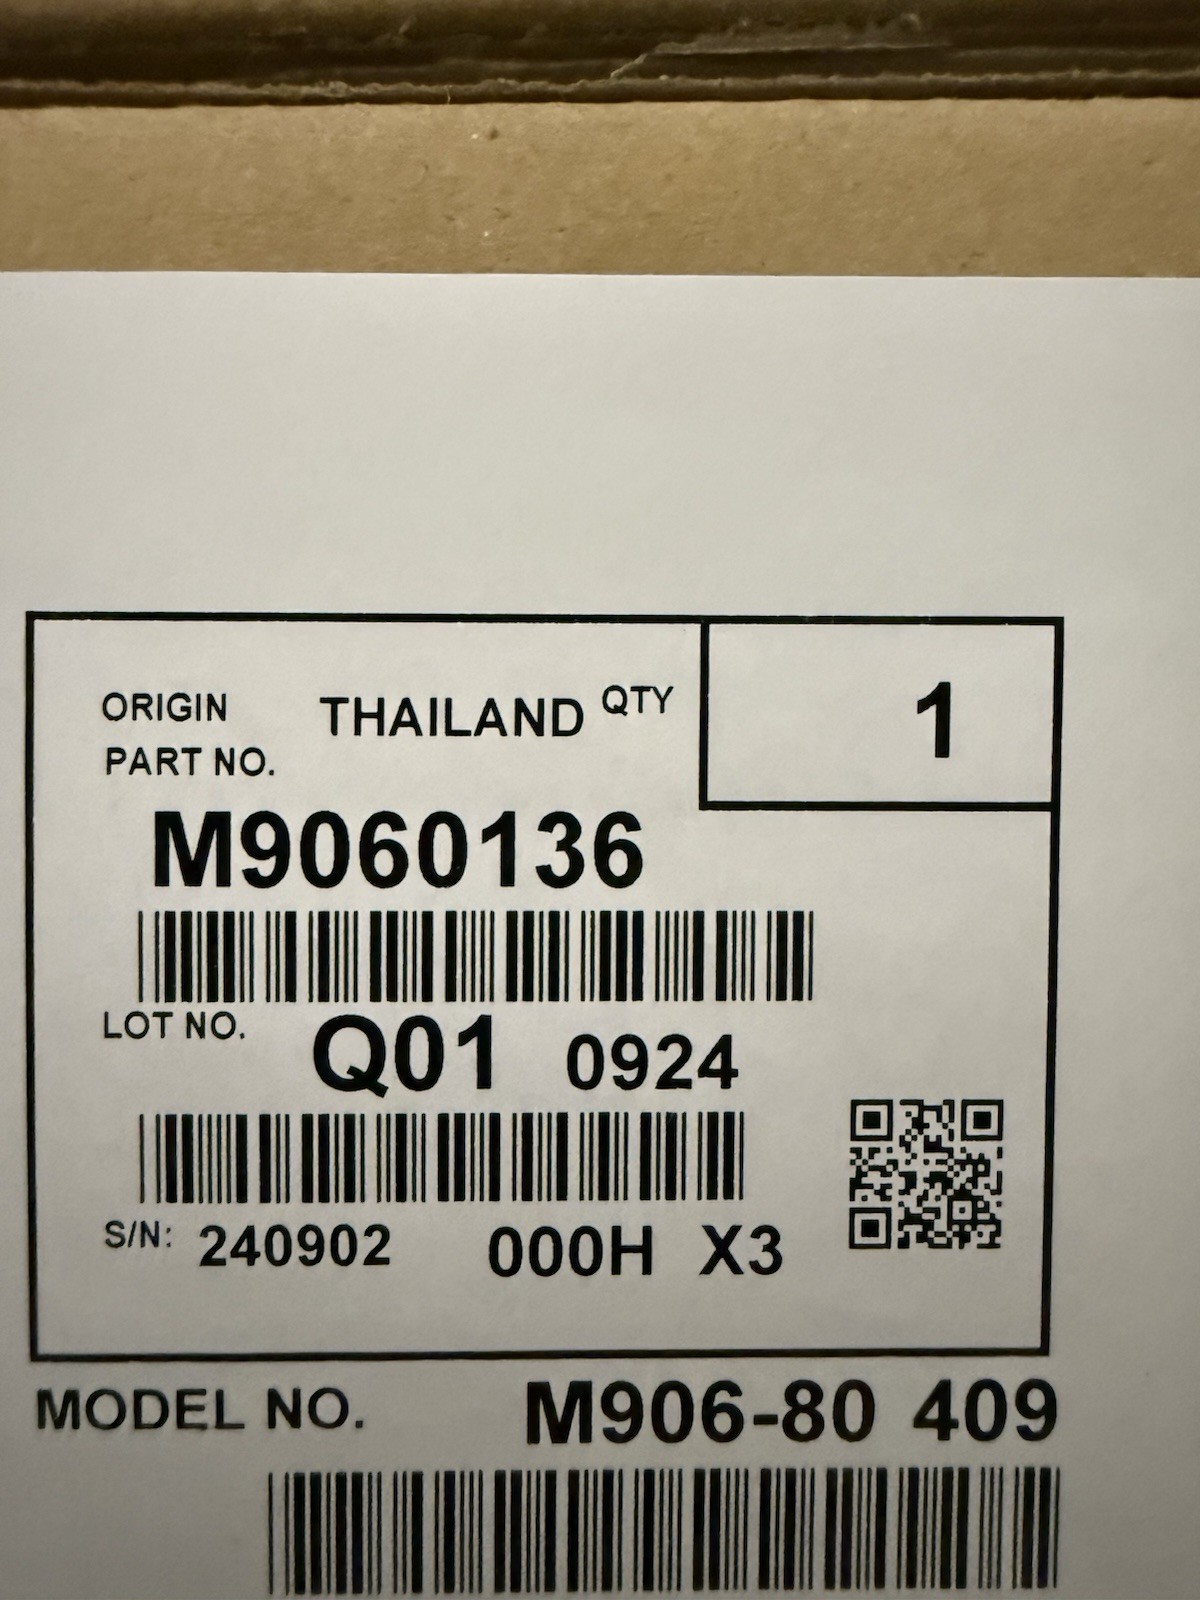 ORIGIN THAILAND QTY 1
PART NO.
M9060136
LOT NO. Q01 0924
S/N: 240902 000H X3
MODEL NO. M906-80 409